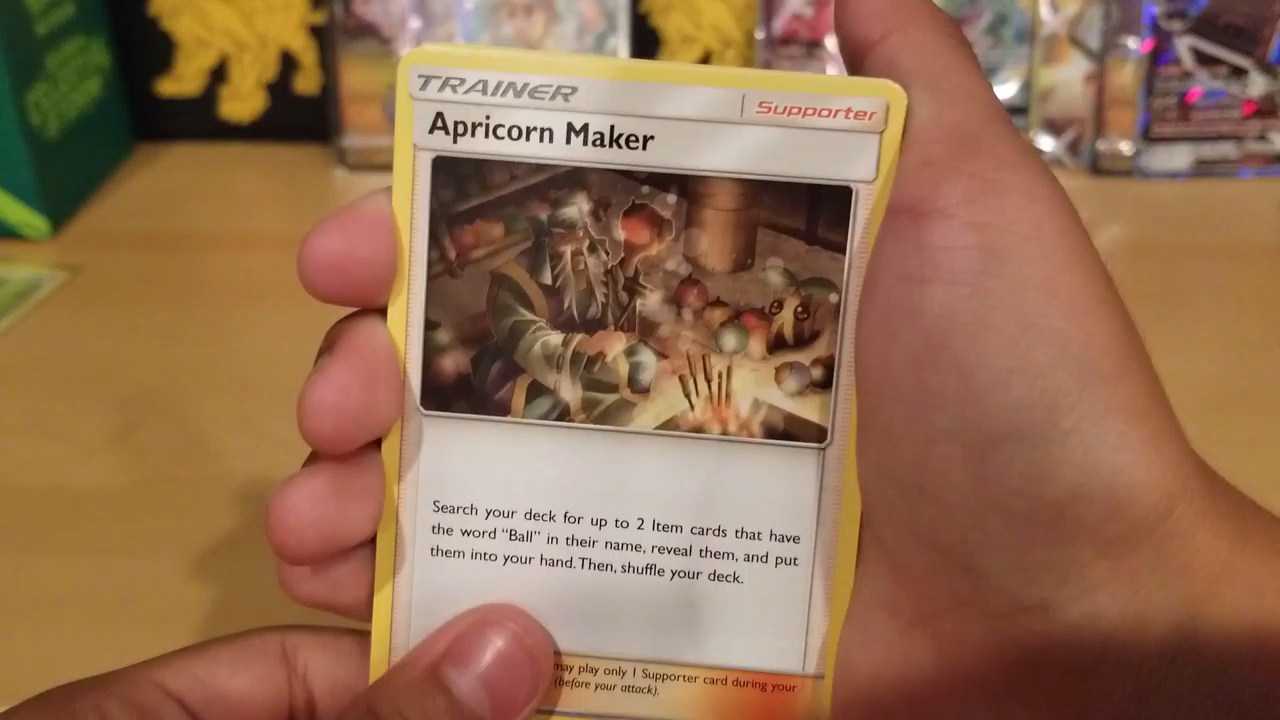 TRAINER
Supporter
Apricorn Maker
Search your deck for up to 2 Item cards that have
the word “Ball” in their name, reveal them, and put
them into your hand. Then, shuffle your deck.
may play only 1 Supporter card during your
(before your attack).